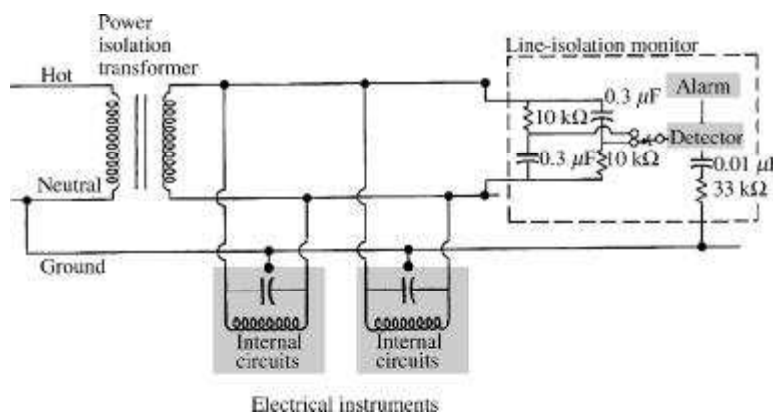 Power
isolation
transformer
Line-isolation monitor
Hot
0.3 μF
Alarm
10 kΩ
Detector
0.3 μF
10 kΩ
0.01 μF
33 kΩ
Neutral
Ground
Internal
circuits
Internal
circuits
Electrical instruments